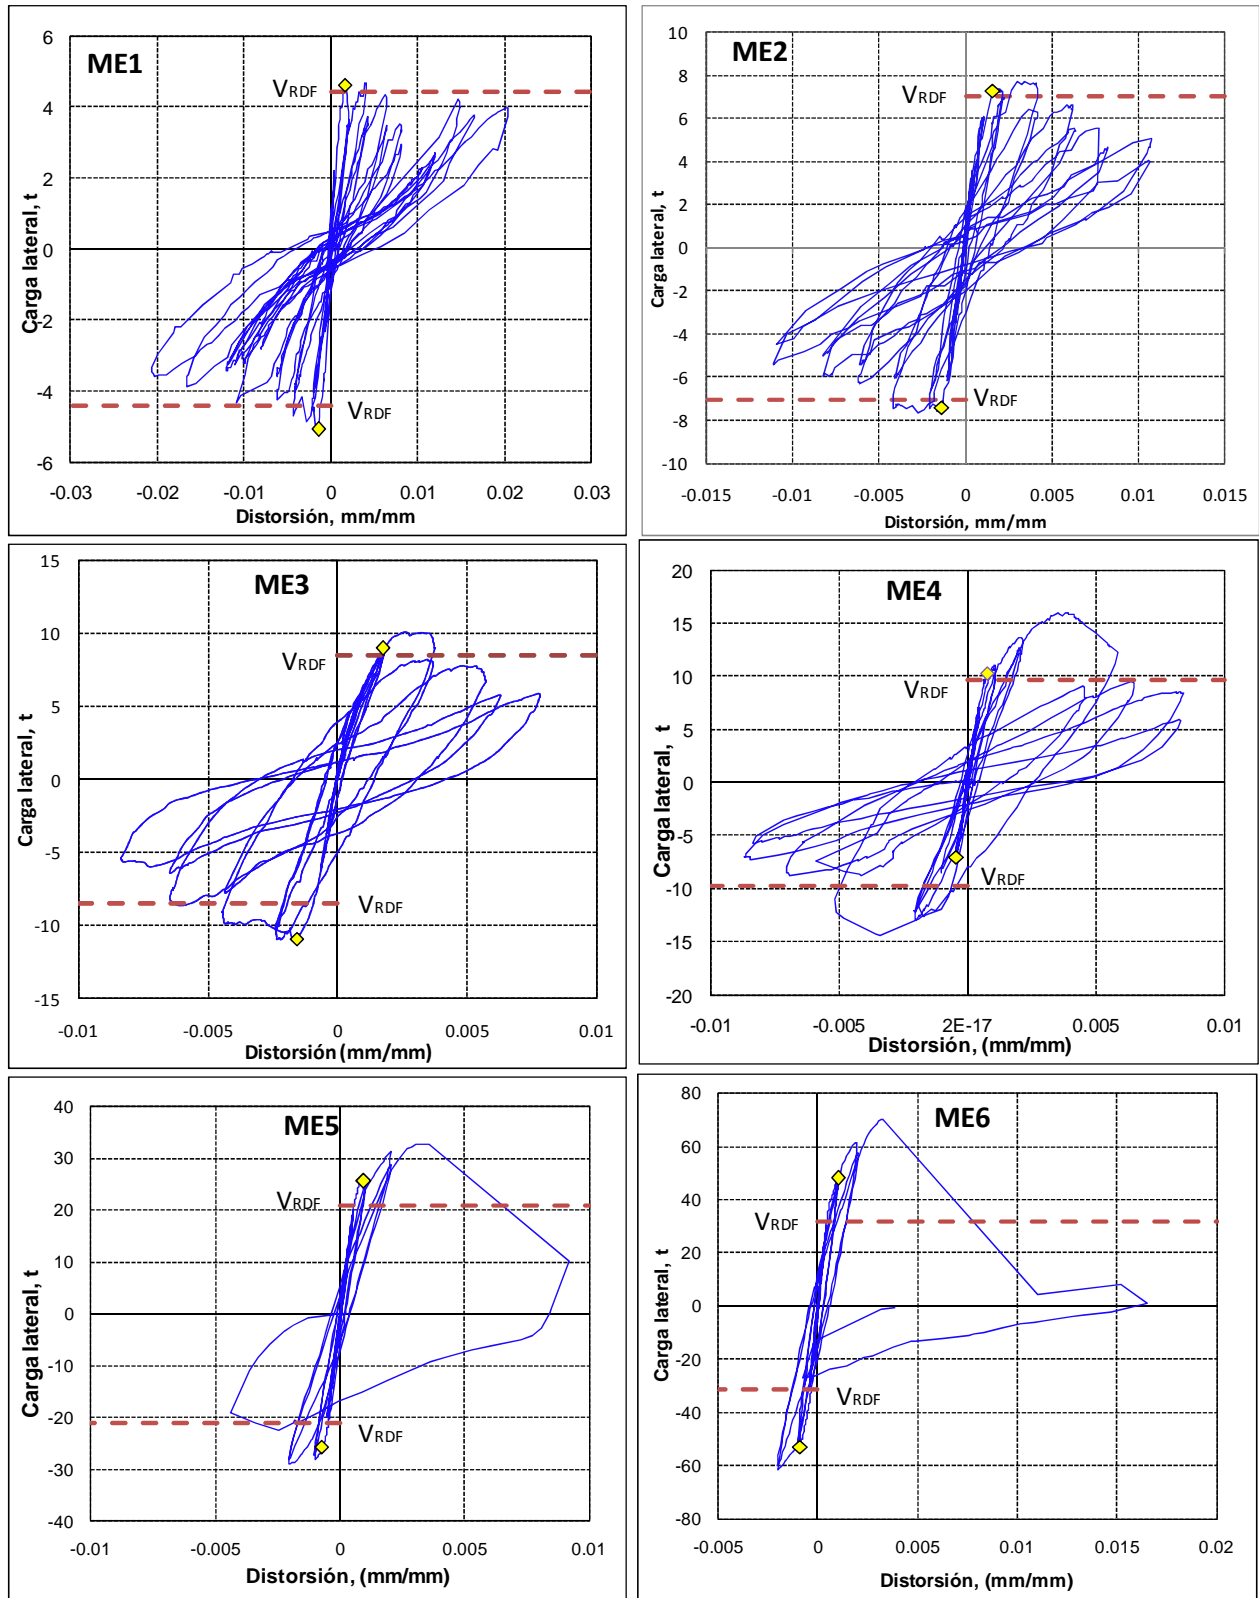 ME1
6
4
2
0
-2
-4
-6
-0.03
-0.02
-0.01
0
0.01
0.02
0.03
VRDF
VRDF
Carga lateral, t
Distorsión, mm/mm
ME2
10
8
6
4
2
0
-2
-4
-6
-8
-10
-0.015
-0.01
-0.005
0
0.005
0.01
0.015
VRDF
VRDF
Carga lateral, t
Distorsión, mm/mm
ME3
15
10
5
0
-5
-10
-15
-0.01
-0.005
0
0.005
0.01
VRDF
VRDF
Carga lateral, t
Distorsión (mm/mm)
ME4
20
15
10
5
0
-5
-10
-15
-20
-0.01
-0.005
2E-17
0.005
0.01
VRDF
VRDF
Carga lateral, t
Distorsión, (mm/mm)
ME5
40
30
20
10
0
-10
-20
-30
-40
-0.01
-0.005
0
0.005
0.01
VRDF
VRDF
Carga lateral, t
Distorsión, (mm/mm)
ME6
80
60
40
20
0
-20
-40
-60
-80
-0.005
0
0.005
0.01
0.015
0.02
VRDF
VRDF
Carga lateral, t
Distorsión, (mm/mm)